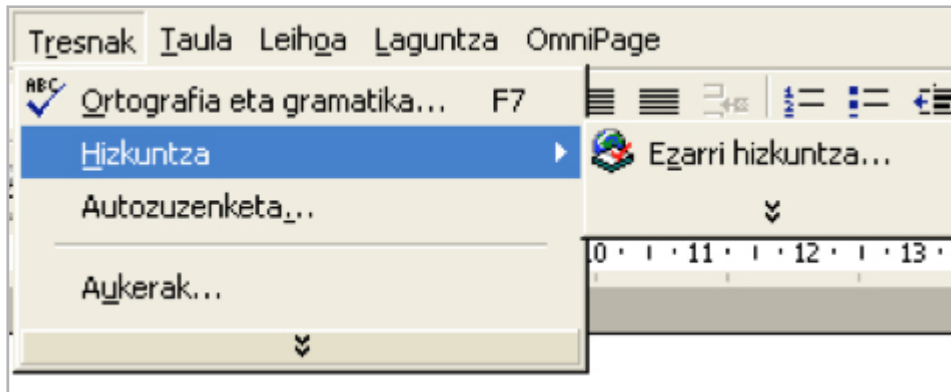 Tresnak Taula Leihoa Laguntza OmniPage
ABC Ortografia eta gramatika... F7
Hizkuntza
Ezarri hizkuntza...
Autozuzenketa...
10 11 12 13
Aukerak...